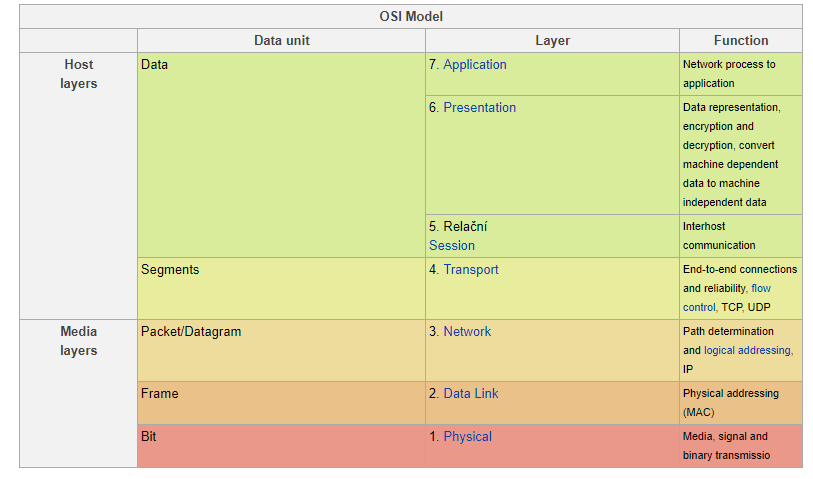 OSI Model
Data unit Layer Function
Host
layers
Data
7. Application
Network process to
application
6. Presentation
Data representation,
encryption and
decryption, convert
machine dependent
data to machine
independent data
5. Relační
Session
Interhost
communication
Segments
4. Transport
End-to-end connections
and reliability, flow
control, TCP, UDP
Media
layers
Packet/Datagram
3. Network
Path determination
and logical addressing,
IP
Frame
2. Data Link
Physical addressing
(MAC)
Bit
1. Physical
Media, signal and
binary transmissio